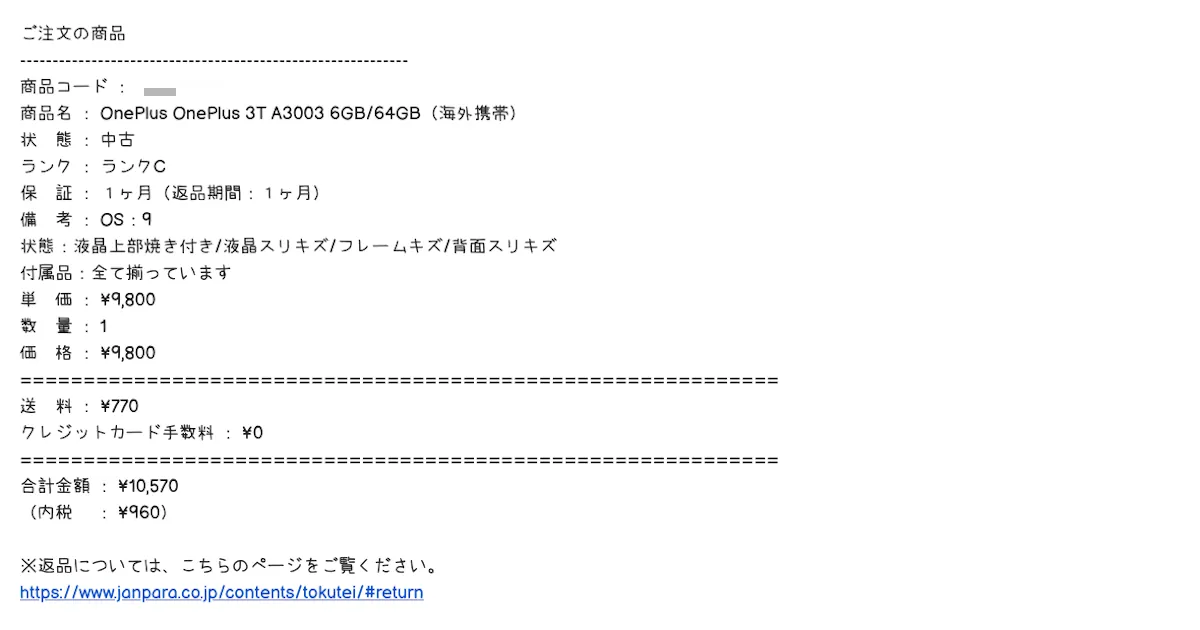 ご注文の商品
------------------------------------------------------------
商品コード ：
商品名 ： OnePlus OnePlus 3T A3003 6GB/64GB（海外携帯）
状　態 ： 中古
ランク ： ランクC
保　証 ： １ヶ月（返品期間：１ヶ月）
備　考 ： OS：9
状態：液晶上部焼き付き/液晶スリキズ/フレームキズ/背面スリキズ
付属品：全て揃っています
単　価 ： ¥9,800
数　量 ： 1
価　格 ： ¥9,800
============================================================
送　料 ： ¥770
クレジットカード手数料 ： ¥0
============================================================
合計金額 ： ¥10,570
（内税　 ： ¥960）
※返品については、こちらのページをご覧ください。
https://www.janpara.co.jp/contents/tokutei/#return